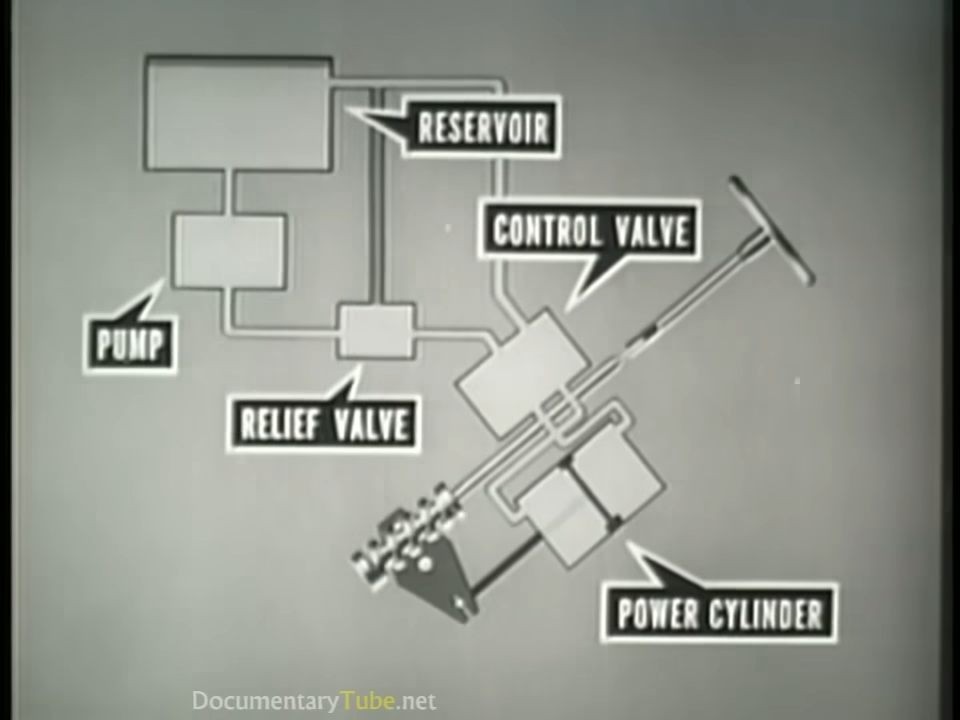 RESERVOIR
CONTROL VALVE
PUMP
RELIEF VALVE
POWER CYLINDER
DocumentaryTube.net